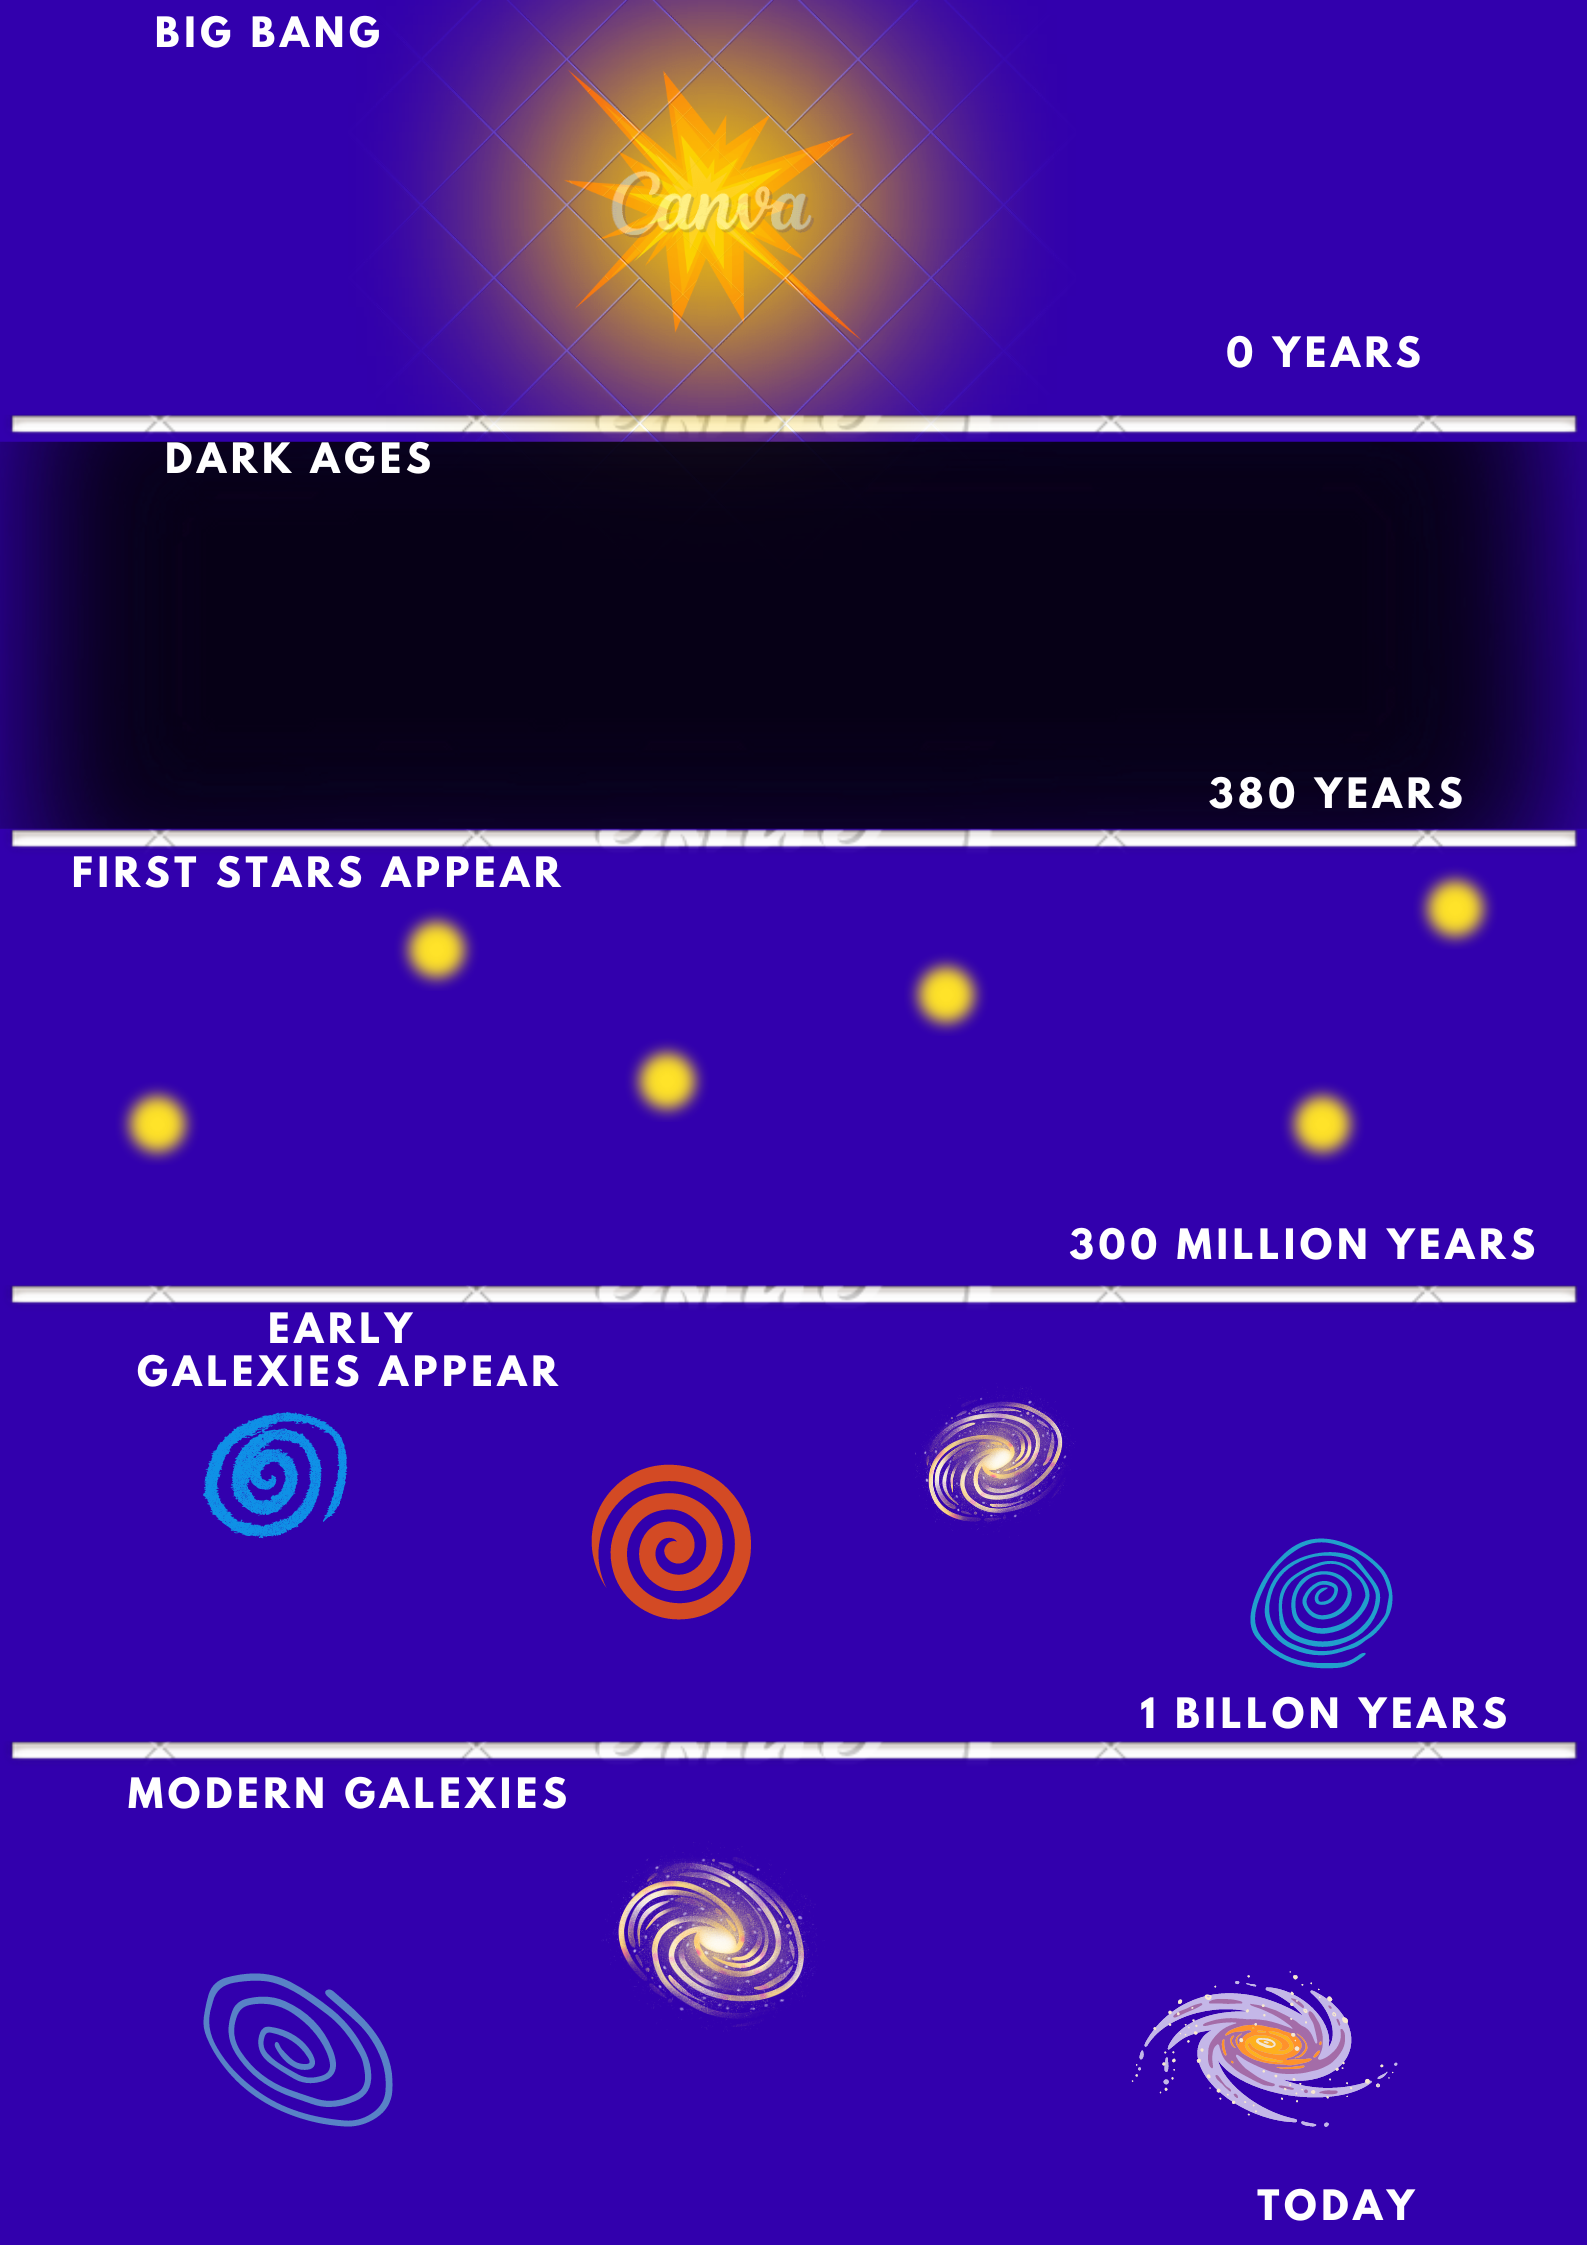 BIG BANG
Canva
0 YEARS
DARK AGES
380 YEARS
FIRST STARS APPEAR
300 MILLION YEARS
EARLY
GALEXIES APPEAR
1 BILLON YEARS
MODERN GALEXIES
TODAY